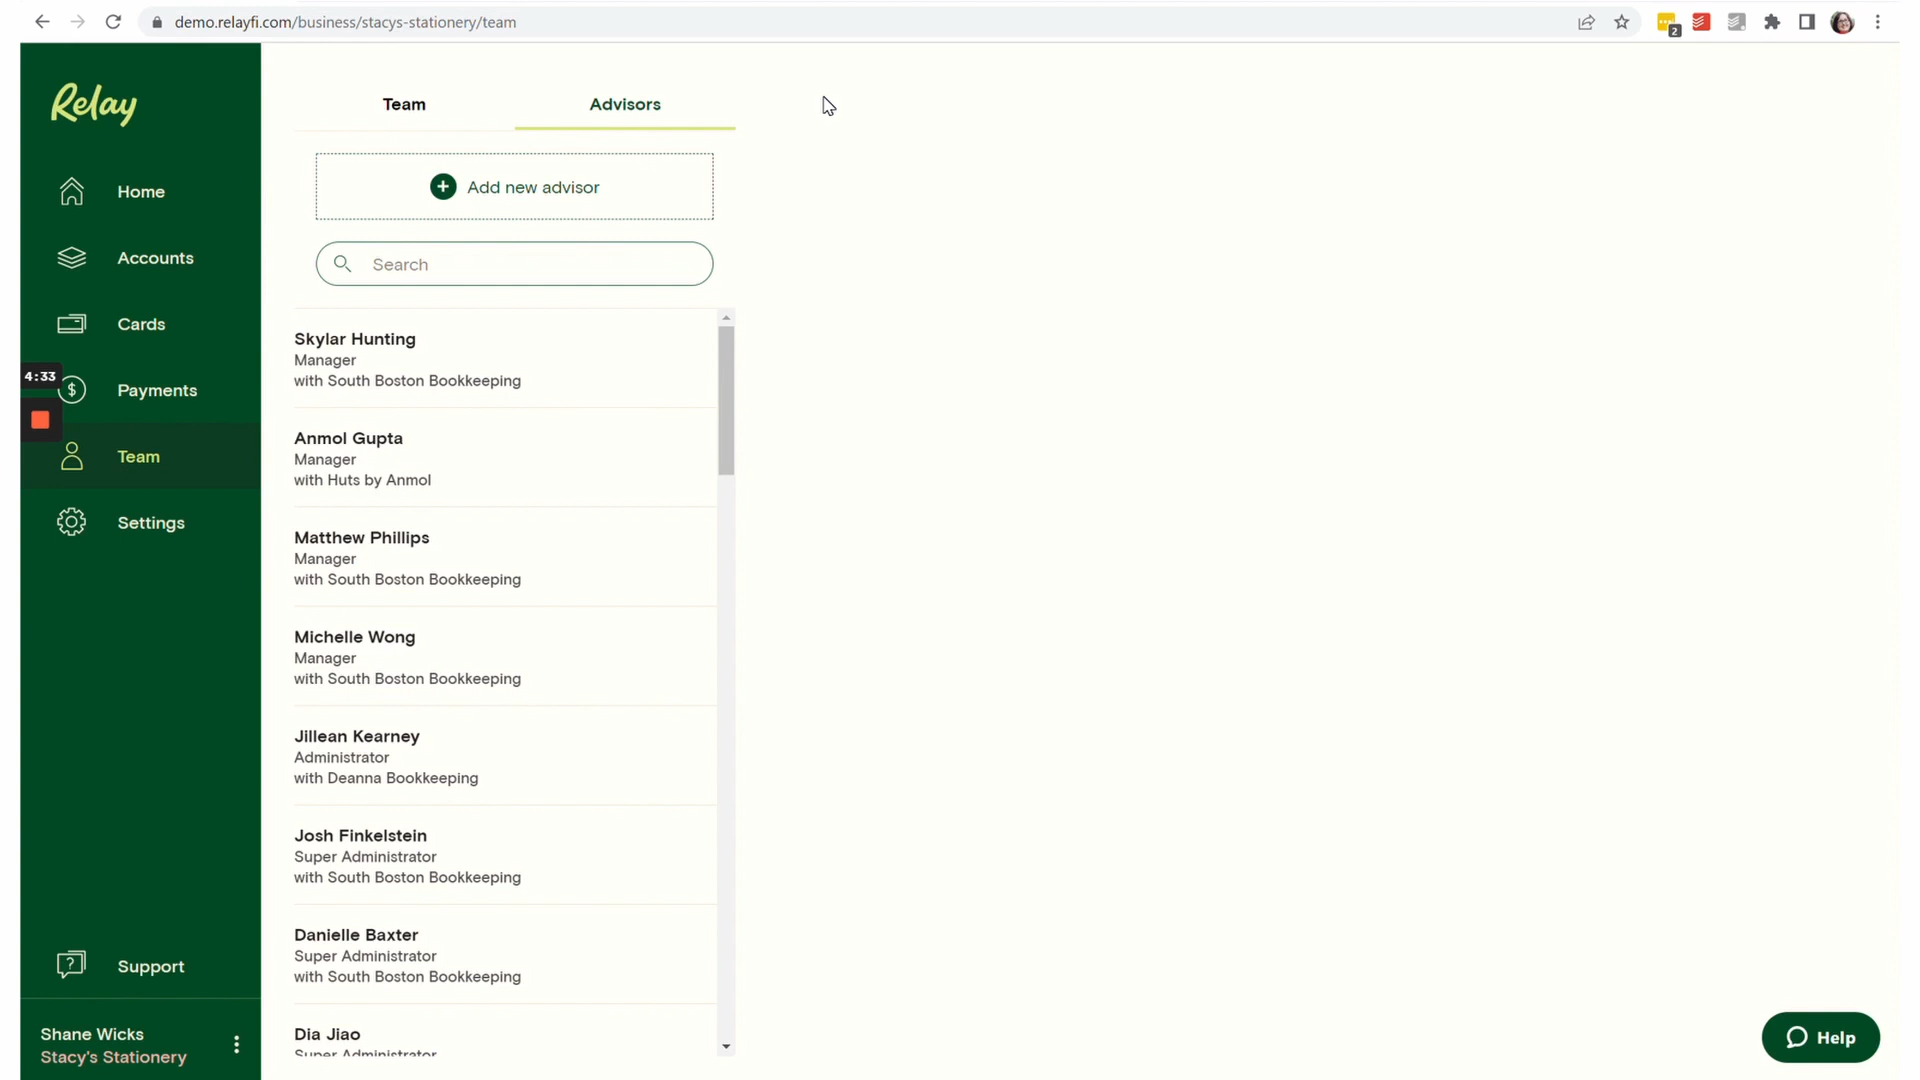 demo.relayfi.com/business/stacys-stationery/team
2
Relay
Home
Accounts
Cards
4:33
Payments
Team
Settings
Support
Shane Wicks
Stacy's Stationery
Team
Advisors
Add new advisor
Search
Skylar Hunting
Manager
with South Boston Bookkeeping
Anmol Gupta
Manager
with Huts by Anmol
Matthew Phillips
Manager
with South Boston Bookkeeping
Michelle Wong
Manager
with South Boston Bookkeeping
Jillean Kearney
Administrator
with Deanna Bookkeeping
Josh Finkelstein
Super Administrator
with South Boston Bookkeeping
Danielle Baxter
Super Administrator
with South Boston Bookkeeping
Dia Jiao
Super Administrator
Help